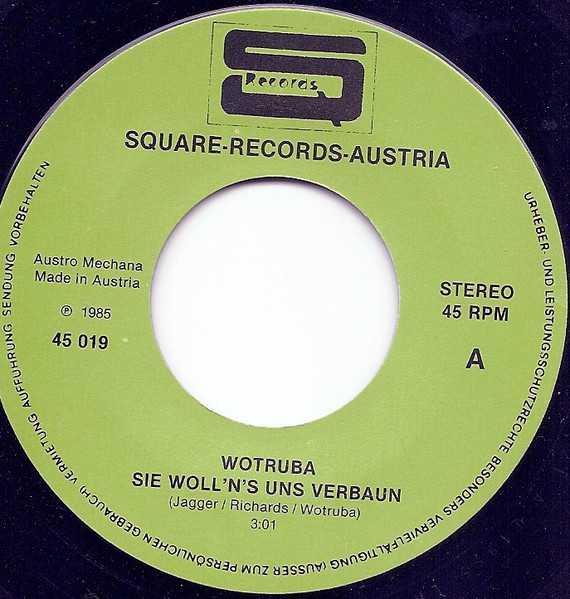 Records
SQUARE-RECORDS-AUSTRIA
Austro Mechana
Made in Austria
℗ 1985
45 019
STEREO
45 RPM
A
WOTRUBA
SIE WOLL'N'S UNS VERBAUN
(Jagger / Richards / Wotruba)
3:01
URHEBER- UND LEISTUNGSSCHUTZRECHTE BESONDERS VERVIELFÄLTIGUNG (AUSSER ZUM PERSÖNLICHEN GEBRAUCH) VERMIETUNG AUFFÜHRUNG SENDUNG VORBEHALTEN